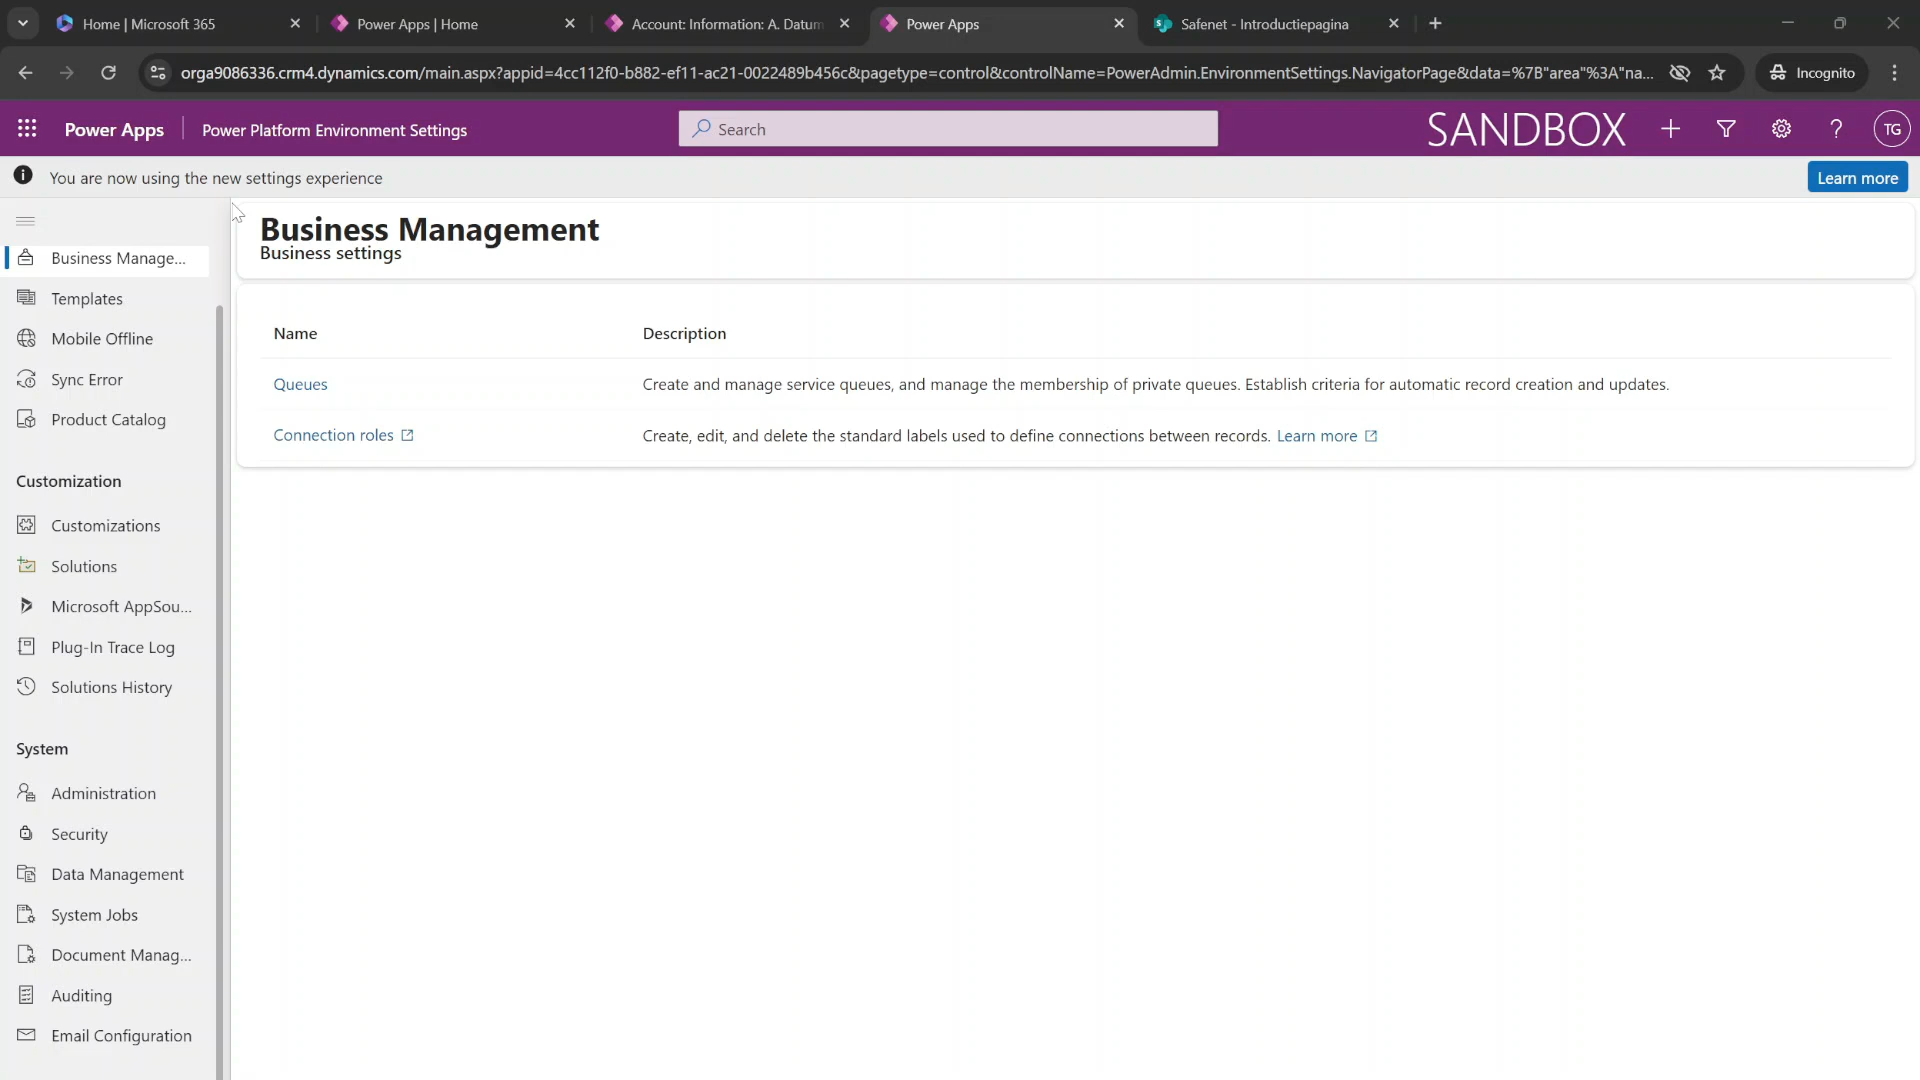 Home | Microsoft 365
Power Apps | Home
Account: Information: A. Datum
Power Apps
Safenet - Introductiepagina
orga9086336.crm4.dynamics.com/main.aspx?appid=4cc112f0-b882-ef11-ac21-0022489b456c&pagetype=control&controlName=PowerAdmin.EnvironmentSettings.NavigatorPage&data=%7B"area"%3A"na...
Incognito
Power Apps
Power Platform Environment Settings
Search
SANDBOX
TG
You are now using the new settings experience
Learn more
Business Manage...
Templates
Mobile Offline
Sync Error
Product Catalog
Customization
Customizations
Solutions
Microsoft AppSou...
Plug-In Trace Log
Solutions History
System
Administration
Security
Data Management
System Jobs
Document Manag...
Auditing
Email Configuration
Business Management
Business settings
Name Description
Queues Create and manage service queues, and manage the membership of private queues. Establish criteria for automatic record creation and updates.
Connection roles Create, edit, and delete the standard labels used to define connections between records. Learn more